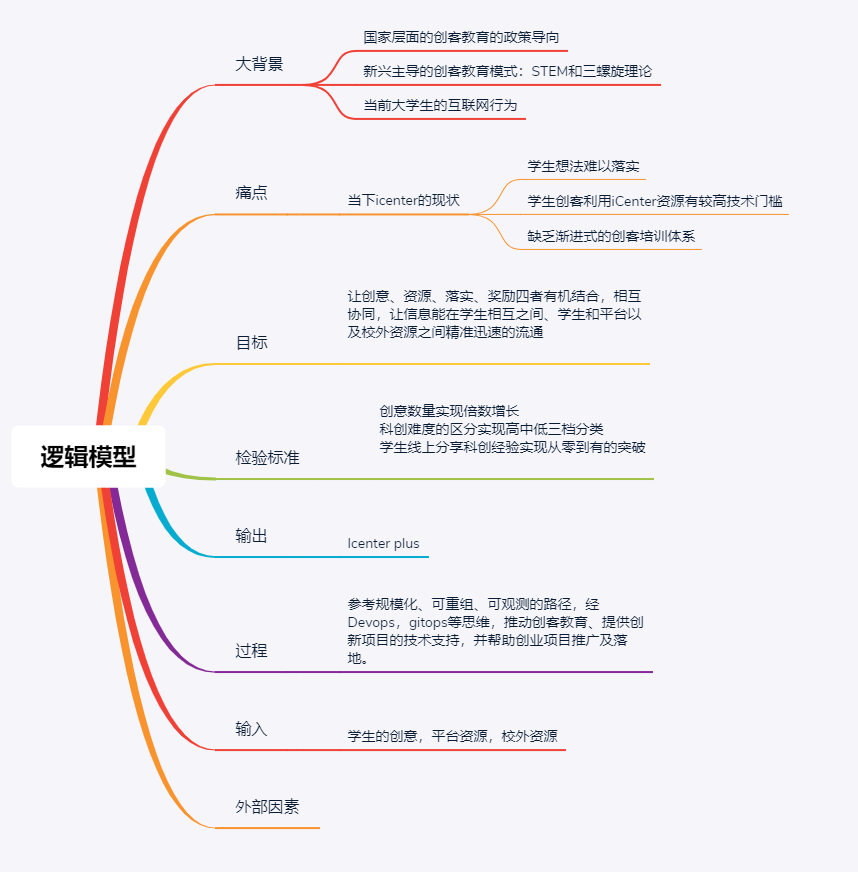 逻辑模型
大背景
国家层面的创客教育的政策导向
新兴主导的创客教育模式：STEM和三螺旋理论
当前大学生的互联网行为
痛点
当下icenter的现状
学生想法难以落实
学生创客利用iCenter资源有较高技术门槛
缺乏渐进式的创客培训体系
目标
让创意、资源、落实、奖励四者有机结合，相互
协同，让信息能在学生相互之间、学生和平台以
及校外资源之间精准迅速的流通
检验标准
创意数量实现倍数增长
科创难度的区分实现高中低三档分类
学生线上分享科创经验实现从零到有的突破
输出
Icenter plus
过程
参考规模化、可重组、可观测的路径，经
Devops，gitops等思维，推动创客教育、提供创
新项目的技术支持，并帮助创业项目推广及落
地。
输入
学生的创意，平台资源，校外资源
外部因素